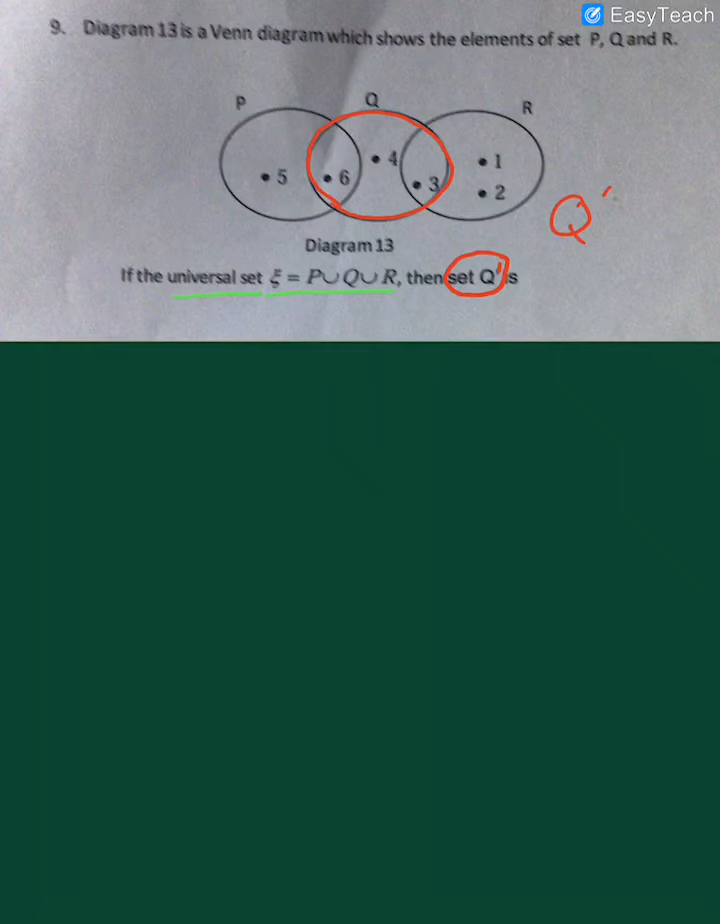 EasyTeach
9. Diagram 13 is a Venn diagram which shows the elements of set P, Q and R.
P Q R
• 5 • 6 • 4 • 3 • 1
• 2
Q'
Diagram 13
If the universal set ξ = P∪Q∪R, then set Q' is